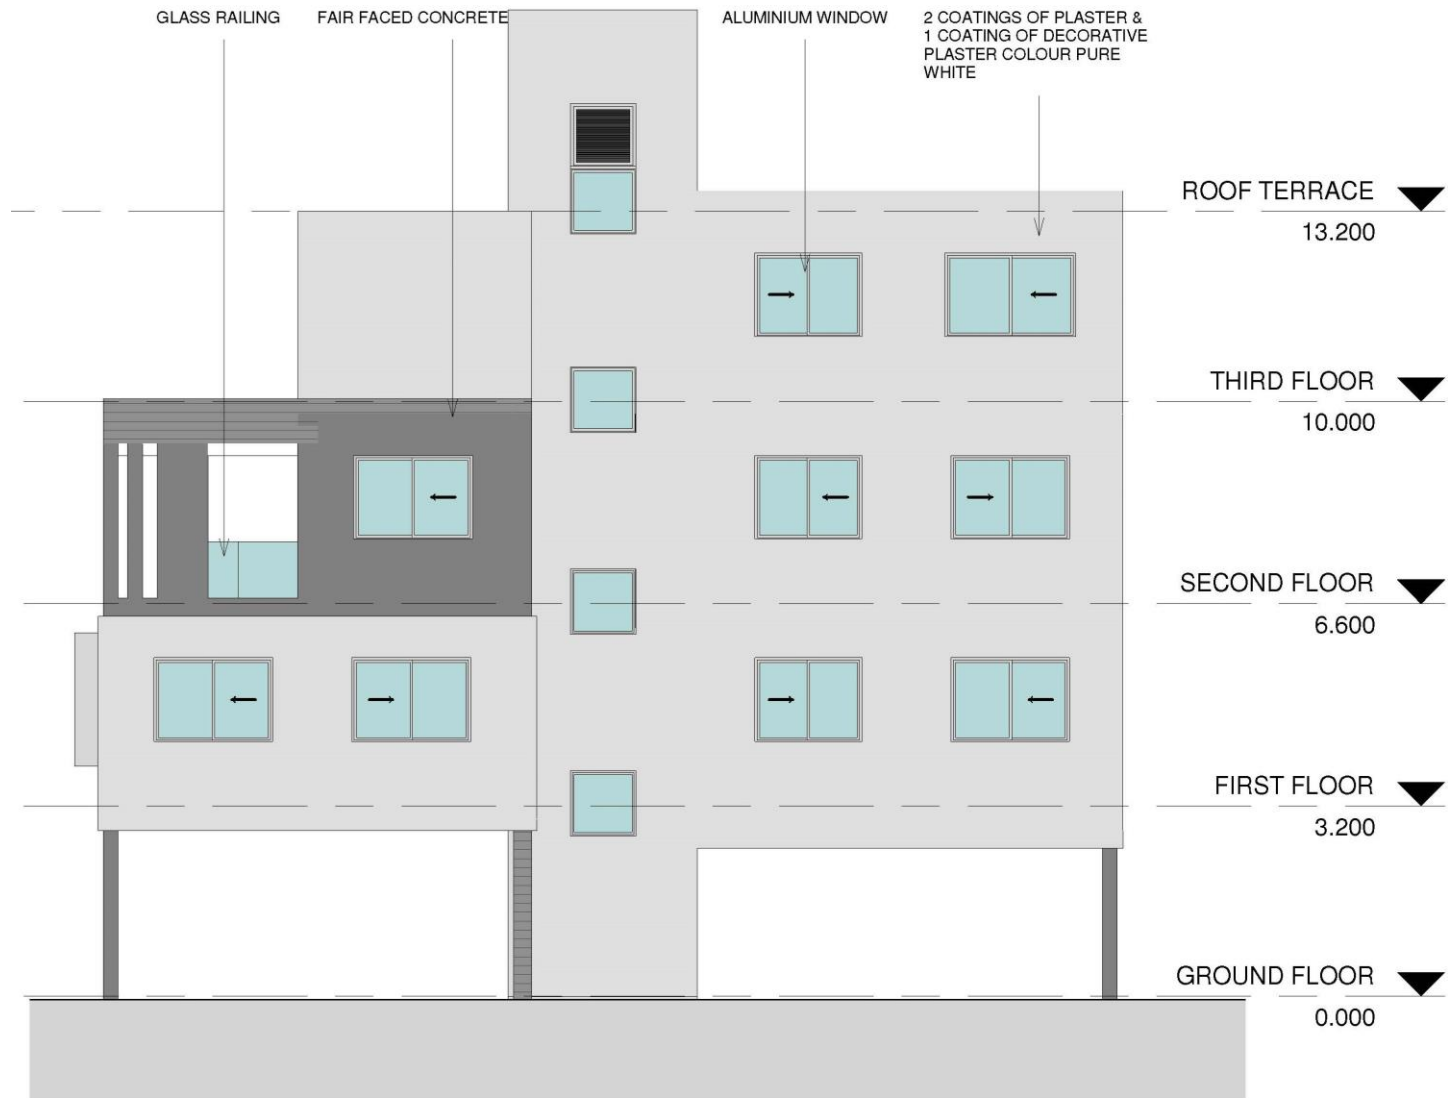 GLASS RAILING
FAIR FACED CONCRETE
ALUMINIUM WINDOW
2 COATINGS OF PLASTER &
1 COATING OF DECORATIVE
PLASTER COLOUR PURE
WHITE
ROOF TERRACE
13.200
THIRD FLOOR
10.000
SECOND FLOOR
6.600
FIRST FLOOR
3.200
GROUND FLOOR
0.000